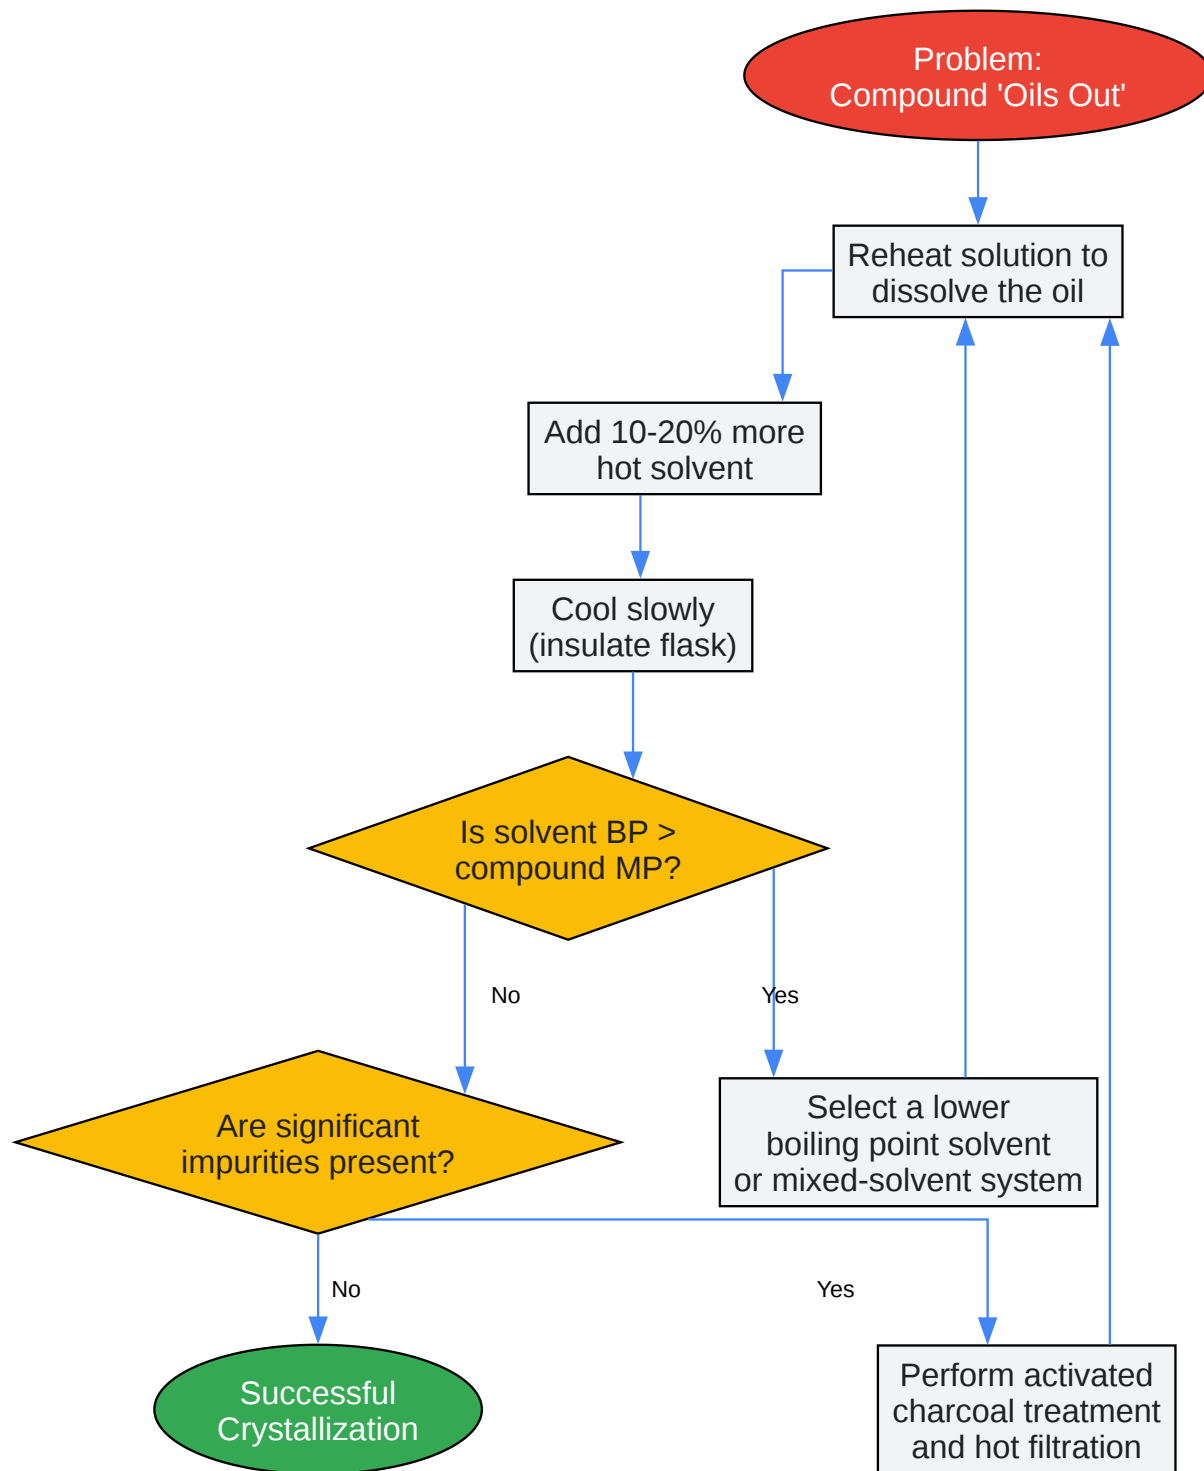 Problem:
Compound 'Oils Out'
Reheat solution to
dissolve the oil
Add 10-20% more
hot solvent
Cool slowly
(insulate flask)
Is solvent BP >
compound MP?
No
Yes
Are significant
impurities present?
Select a lower
boiling point solvent
or mixed-solvent system
No
Yes
Successful
Crystallization
Perform activated
charcoal treatment
and hot filtration